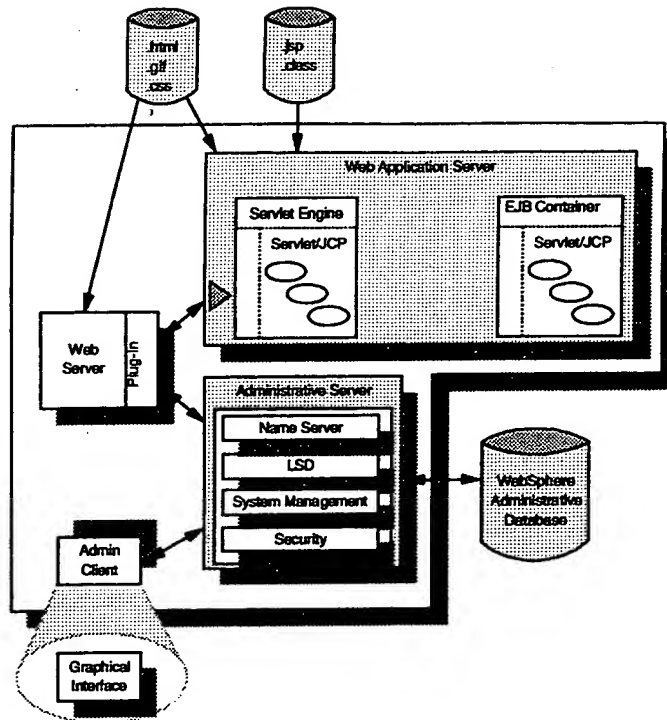 .html
.gif
.css
.jsp
.class
Web Application Server
Servlet Engine
Servlet/JCP
EJB Container
Servlet/JCP
Web
Server
Plug-In
Administrative Server
Name Server
LSD
System Management
Security
WebSphere
Administrative
Database
Admin
Client
Graphical
Interface